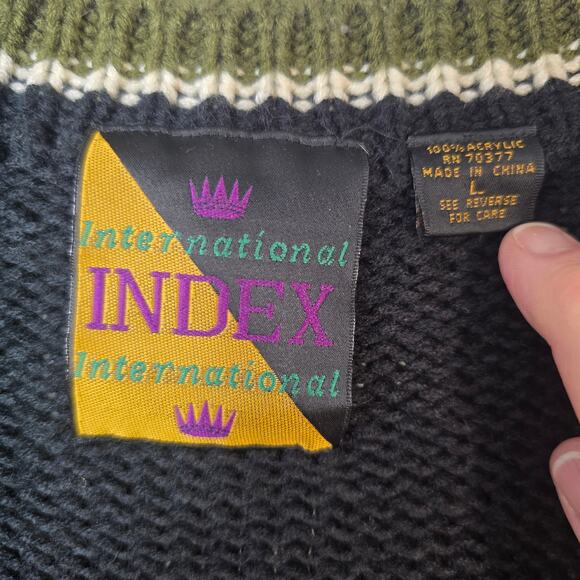 International
INDEX
International
100% ACRYLIC
RN 70377
MADE IN CHINA
L
SEE REVERSE
FOR CARE